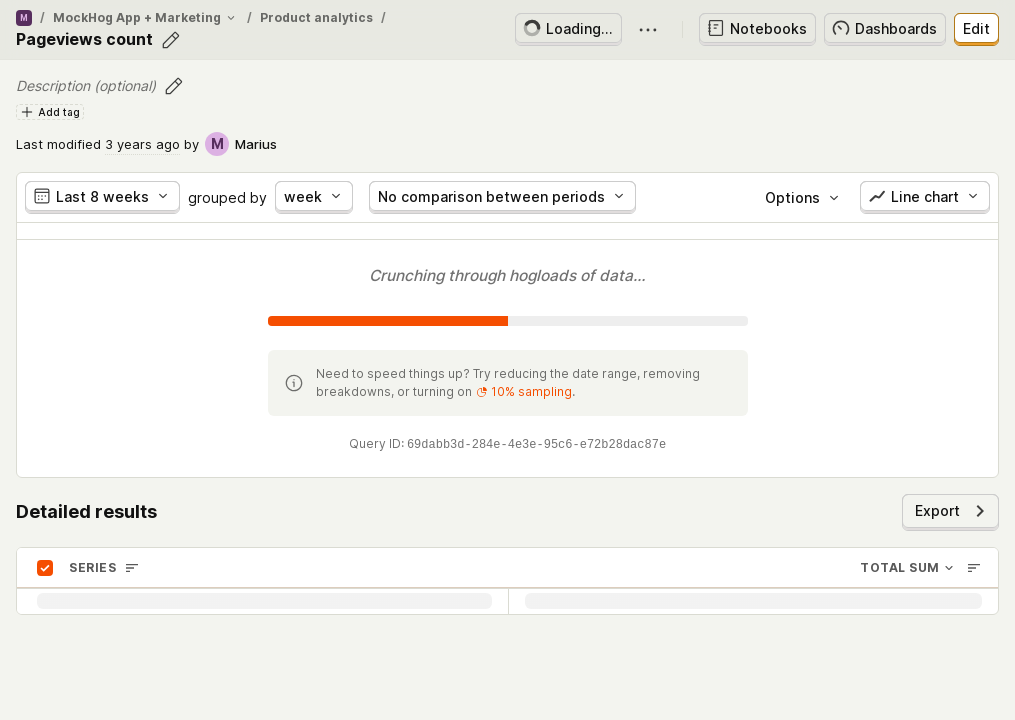 M / MockHog App + Marketing / Product analytics /
Pageviews count
Loading... Notebooks Dashboards Edit
Description (optional)
Add tag
Last modified 3 years ago by M Marius
Last 8 weeks grouped by week No comparison between periods Options Line chart
Crunching through hogloads of data...
Need to speed things up? Try reducing the date range, removing
breakdowns, or turning on 10% sampling.
Query ID: 69dabb3d-284e-4e3e-95c6-e72b28dac87e
Detailed results Export
SERIES TOTAL SUM